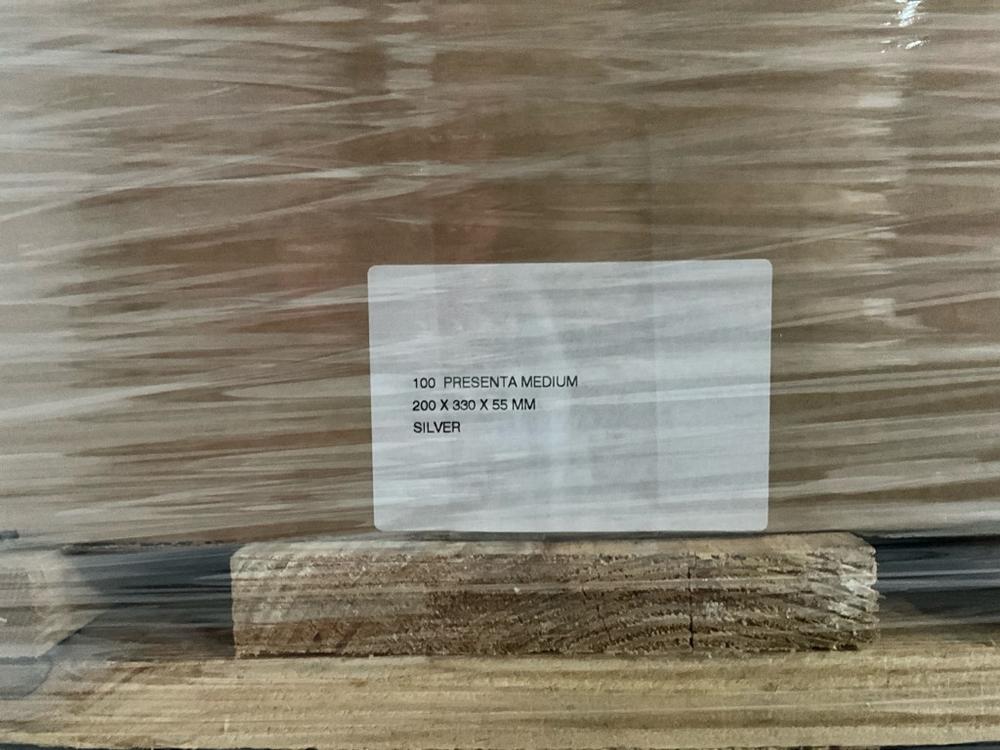 100 PRESENTA MEDIUM
200 X 330 X 55 MM
SILVER